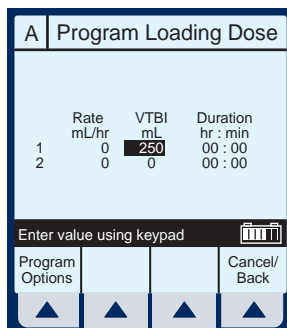 A Program Loading Dose
Rate VTBI Duration
mL/hr mL hr : min
1 0 250 00 : 00
2 0 0 00 : 00
Enter value using keypad
Program Cancel/
Options Back